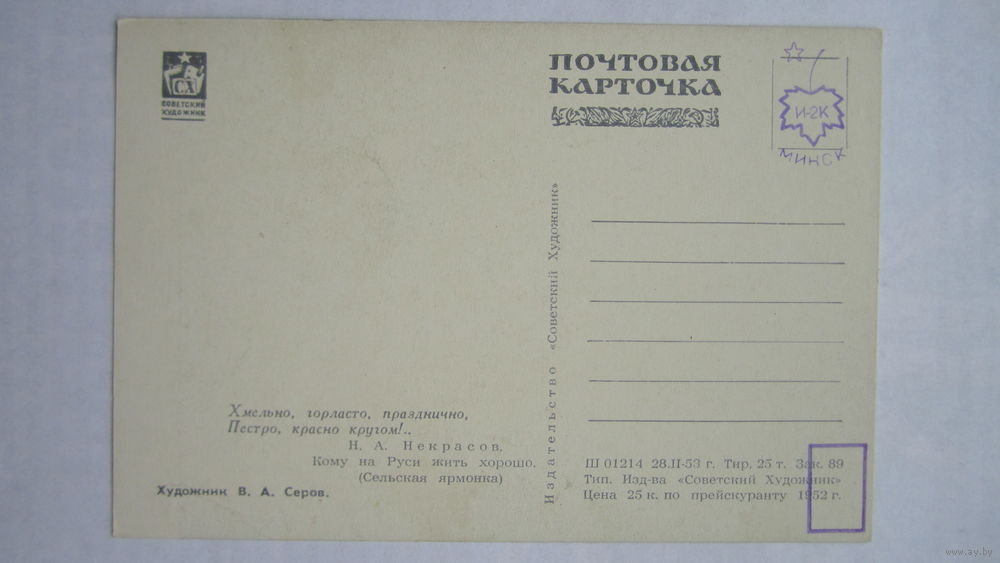 СХ
СОВЕТСКИЙ
ХУДОЖНИК
ПОЧТОВАЯ
КАРТОЧКА
И-2К
МИНСК
Хмельно, горласто, празднично,
Пестро, красно кругом!..
Н. А. Некрасов.
Кому на Руси жить хорошо.
(Сельская ярмонка)
Художник В. А. Серов.
Издательство «Советский Художник»
Ш 01214 28.II-53 г. Тир. 25 т. Зак. 89
Тип. Изд-ва «Советский Художник»
Цена 25 к. по прейскуранту 1952 г.
www.ay.by